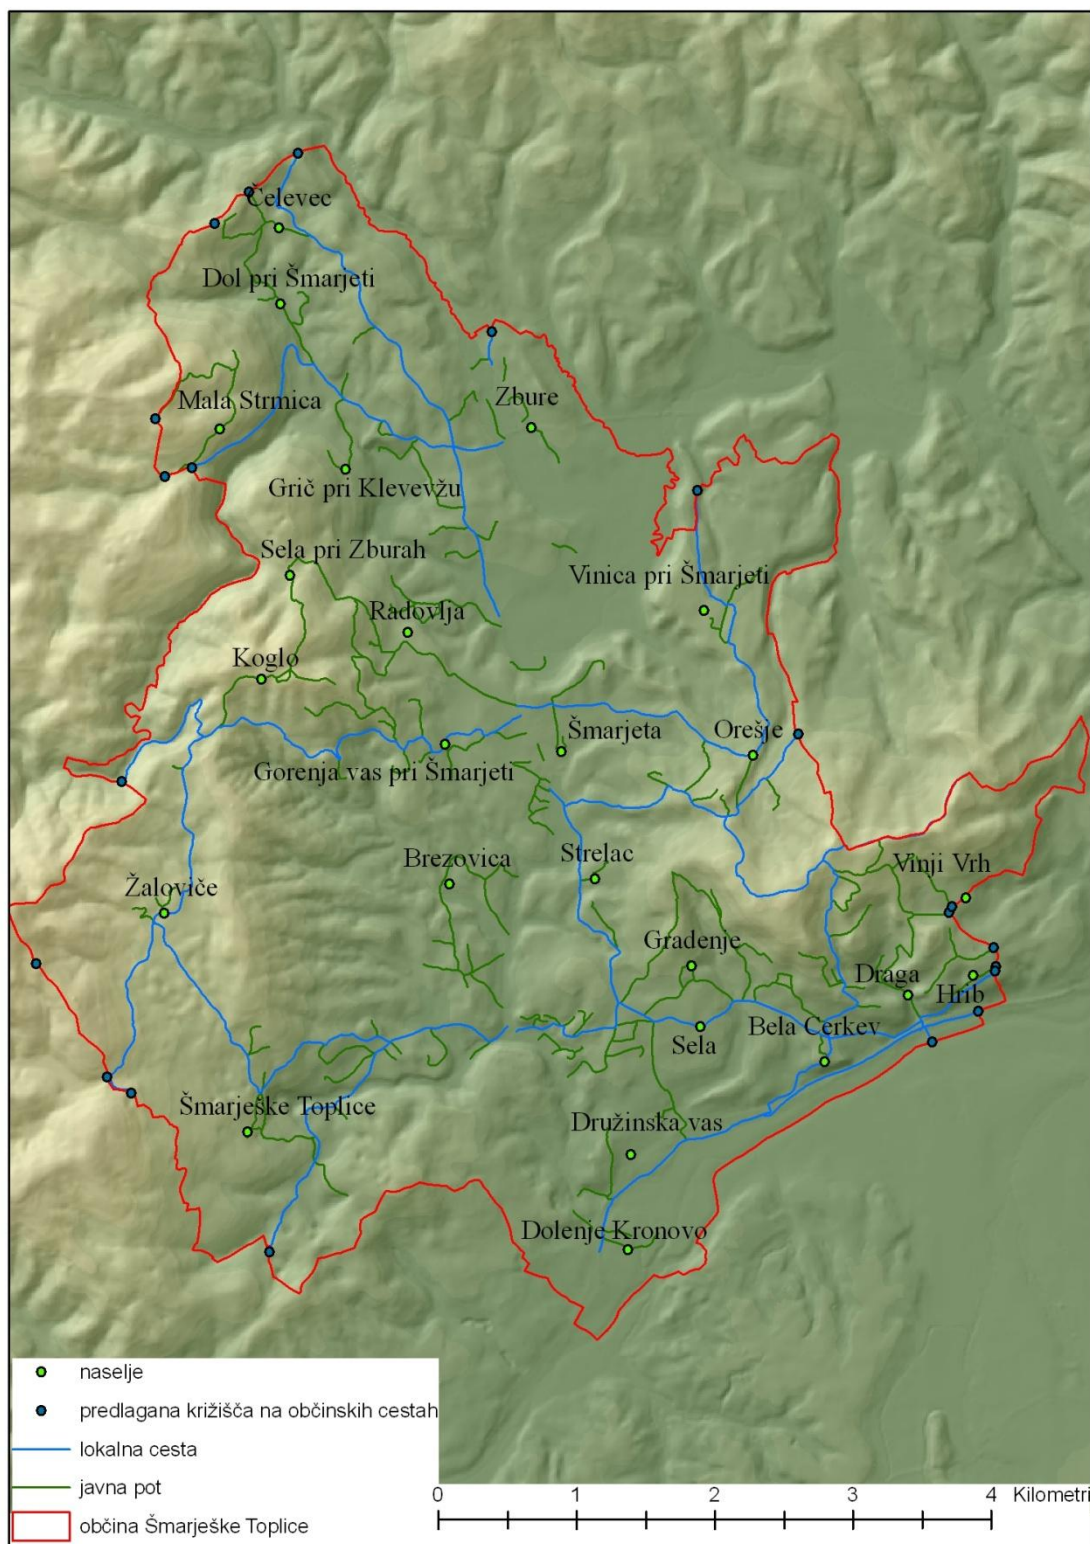 Čelevec
Dol pri Šmarjeti
Mala Strmica
Zbure
Grič pri Klevevžu
Sela pri Zburah
Vinica pri Šmarjeti
Radovlja
Koglo
Šmarjeta
Orešje
Gorenja vas pri Šmarjeti
Brezovica
Strelac
Vinji Vrh
Žaloviče
Gradenje
Draga
Hrib
Bela Cerkev
Sela
Šmarješke Toplice
Družinska vas
Dolenje Kronovo
naselje
predlagana križišča na občinskih cestah
lokalna cesta
javna pot
občina Šmarješke Toplice
0 1 2 3 4 Kilometri